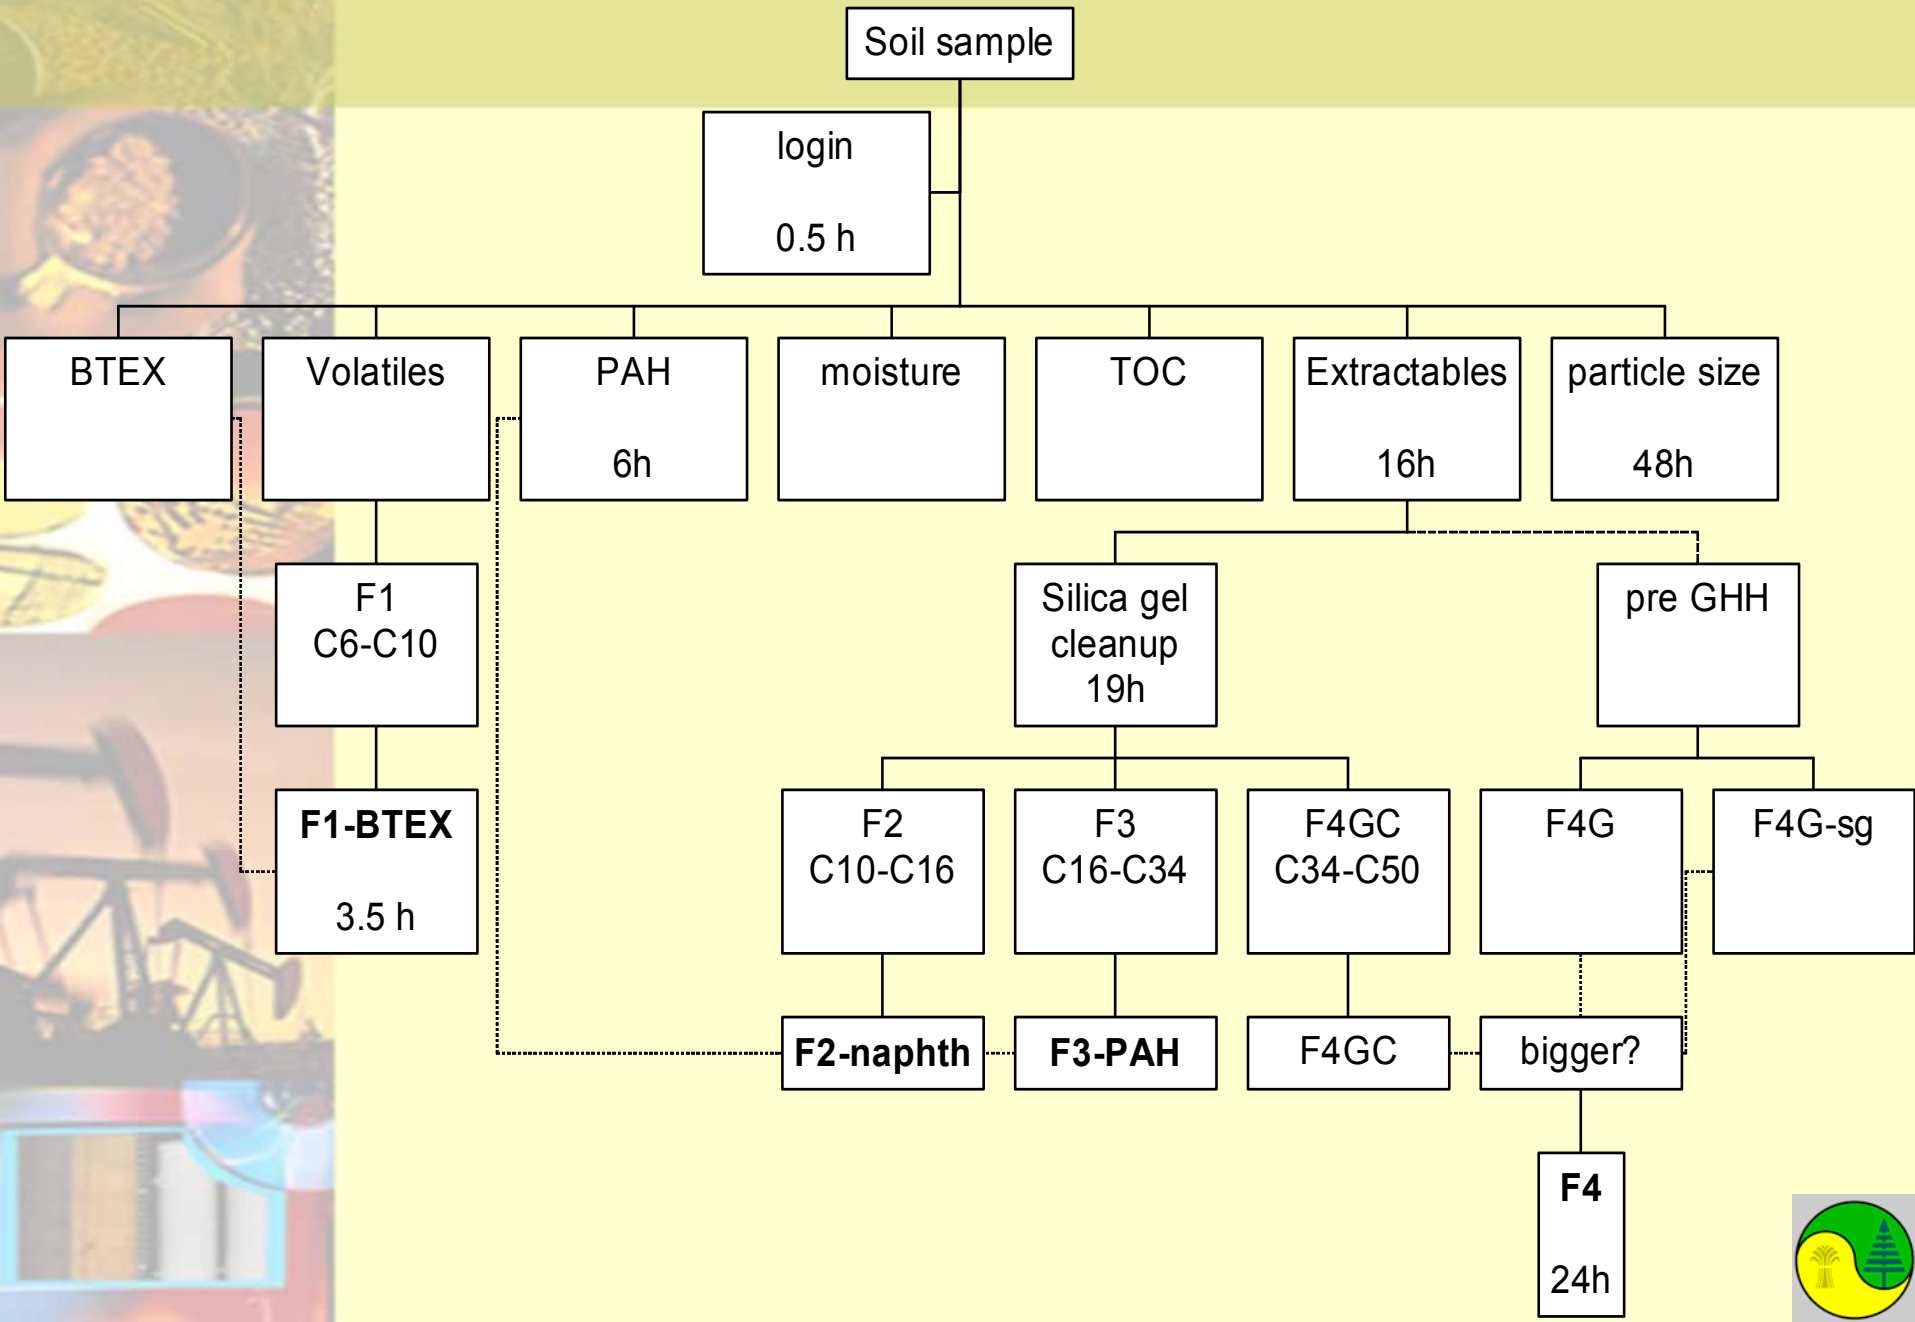 Soil sample
login
0.5 h
BTEX
Volatiles
PAH
6h
moisture
TOC
Extractables
16h
particle size
48h
F1
C6-C10
Silica gel
cleanup
19h
pre GHH
F1-BTEX
3.5 h
F2
C10-C16
F3
C16-C34
F4GC
C34-C50
F4G
F4G-sg
F2-naphth
F3-PAH
F4GC
bigger?
F4
24h